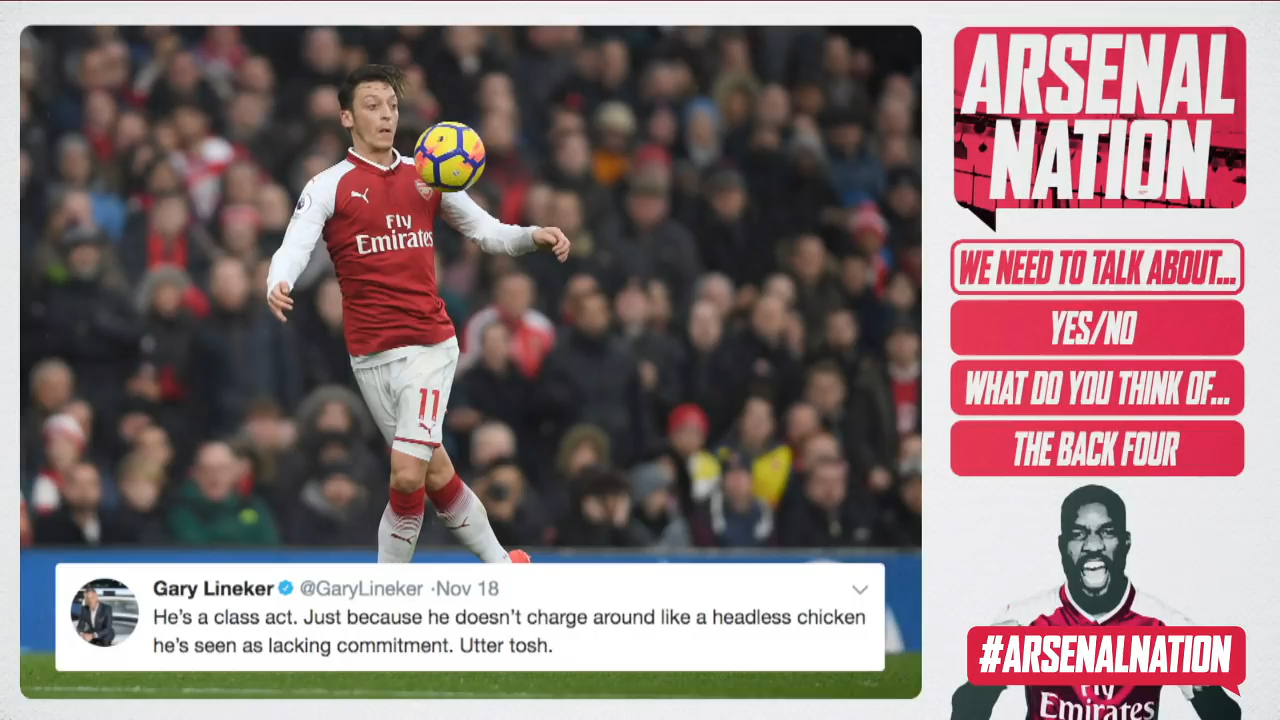 Fly
Emirates
11
Gary Lineker @GaryLineker ·Nov 18
He's a class act. Just because he doesn't charge around like a headless chicken
he's seen as lacking commitment. Utter tosh.
ARSENAL
NATION
WE NEED TO TALK ABOUT...
YES/NO
WHAT DO YOU THINK OF...
THE BACK FOUR
#ARSENALNATION
Fly
Emirates